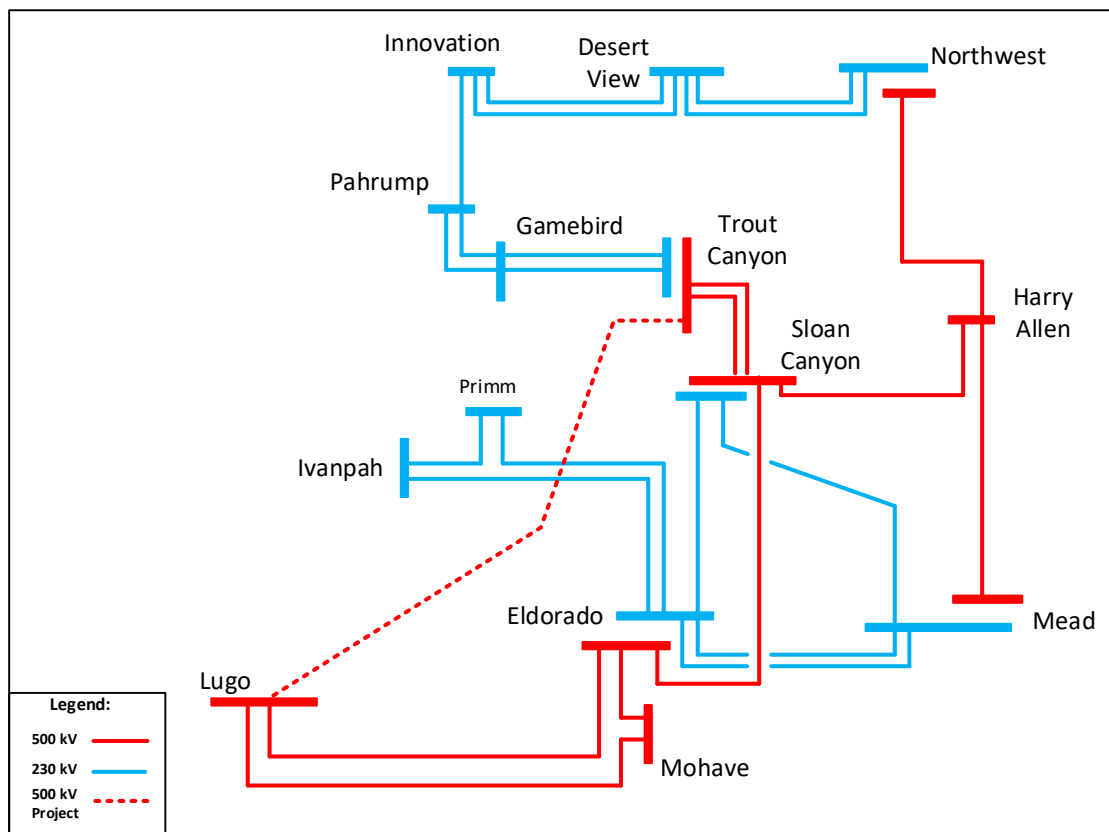 Innovation
Desert
View
Northwest
Pahrump
Gamebird
Trout
Canyon
Harry
Allen
Sloan
Canyon
Primm
Ivanpah
Eldorado
Mead
Lugo
Mohave
Legend:
500 kV
230 kV
500 kV
Project